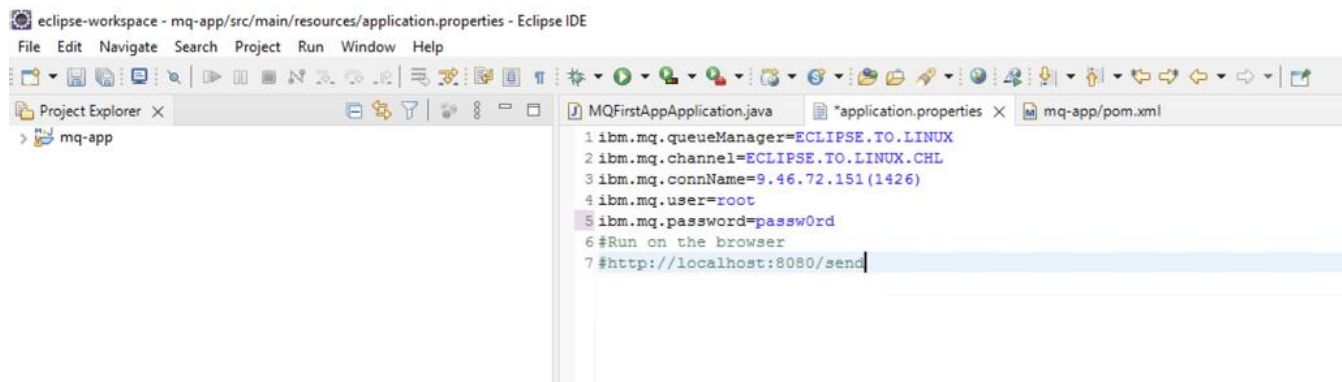 eclipse-workspace - mq-app/src/main/resources/application.properties - Eclipse IDE
File Edit Navigate Search Project Run Window Help
Project Explorer
MQFirstAppApplication.java *application.properties mq-app/pom.xml
mq-app
1 ibm.mq.queueManager=ECLIPSE.TO.LINUX
2 ibm.mq.channel=ECLIPSE.TO.LINUX.CHL
3 ibm.mq.connName=9.46.72.151(1426)
4 ibm.mq.user=root
5 ibm.mq.password=passw0rd
6 #Run on the browser
7 #http://localhost:8080/send